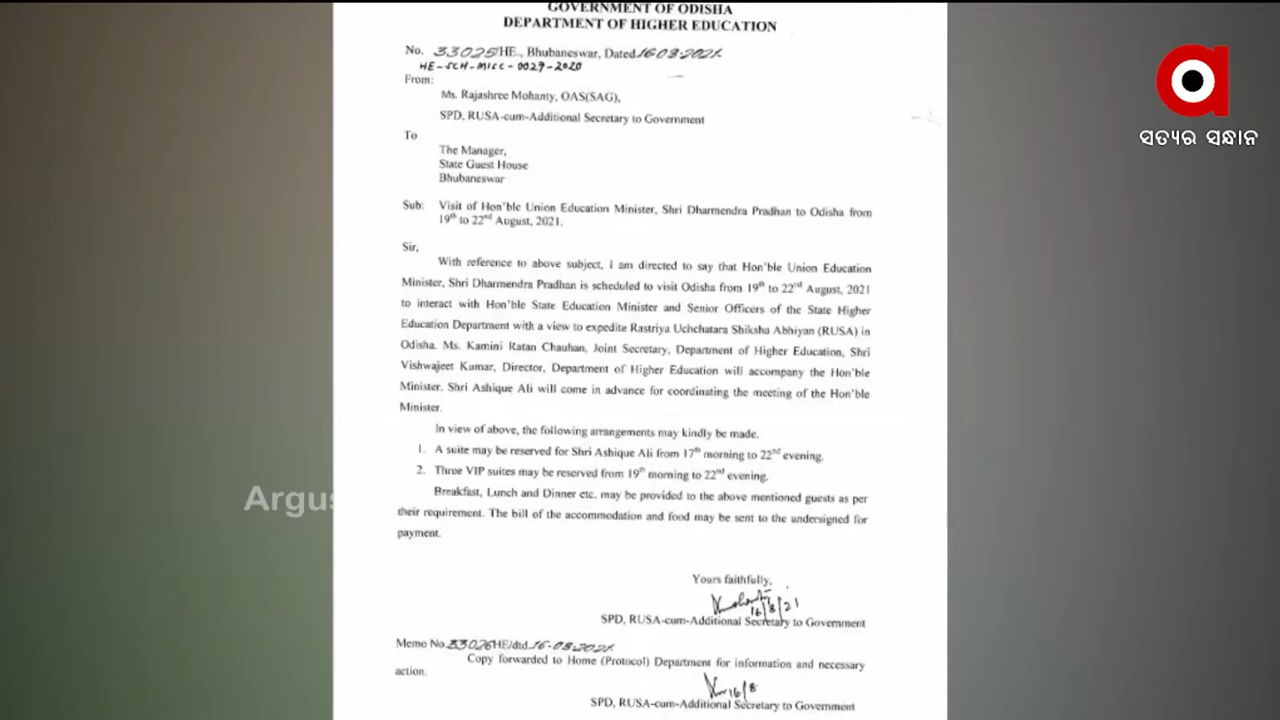 GOVERNMENT OF ODISHA
DEPARTMENT OF HIGHER EDUCATION
No. 33025/HE., Bhubaneswar, Dated 16-08-2021.
HE-SCH-MISC-0027-2020
From:
Ms. Rajashree Mohanty, OAS(SAG),
SPD, RUSA-cum-Additional Secretary to Government
To
The Manager,
State Guest House
Bhubaneswar
Sub: Visit of Hon'ble Union Education Minister, Shri Dharmendra Pradhan to Odisha from
19th to 22nd August, 2021.
Sir,
With reference to above subject, I am directed to say that Hon'ble Union Education
Minister, Shri Dharmendra Pradhan is scheduled to visit Odisha from 19th to 22nd August, 2021
to interact with Hon'ble State Education Minister and Senior Officers of the State Higher
Education Department with a view to expedite Rastriya Uchchatara Shiksha Abhiyan (RUSA) in
Odisha. Ms. Kamini Ratan Chauhan, Joint Secretary, Department of Higher Education, Shri
Vishwajeet Kumar, Director, Department of Higher Education will accompany the Hon'ble
Minister. Shri Ashique Ali will come in advance for coordinating the meeting of the Hon'ble
Minister.
In view of above, the following arrangements may kindly be made.
1. A suite may be reserved for Shri Ashique Ali from 17th morning to 22nd evening.
2. Three VIP suites may be reserved from 19th morning to 22nd evening.
Breakfast, Lunch and Dinner etc. may be provided to the above mentioned guests as per
their requirement. The bill of the accommodation and food may be sent to the undersigned for
payment.
Yours faithfully,
16/8/21
SPD, RUSA-cum-Additional Secretary to Government
Memo No. 33026/HE/dtd. 16-08-2021.
Copy forwarded to Home (Protocol) Department for information and necessary
action.
16/8
SPD, RUSA-cum-Additional Secretary to Government
ସତ୍ୟର ସନ୍ଧାନ
Argus